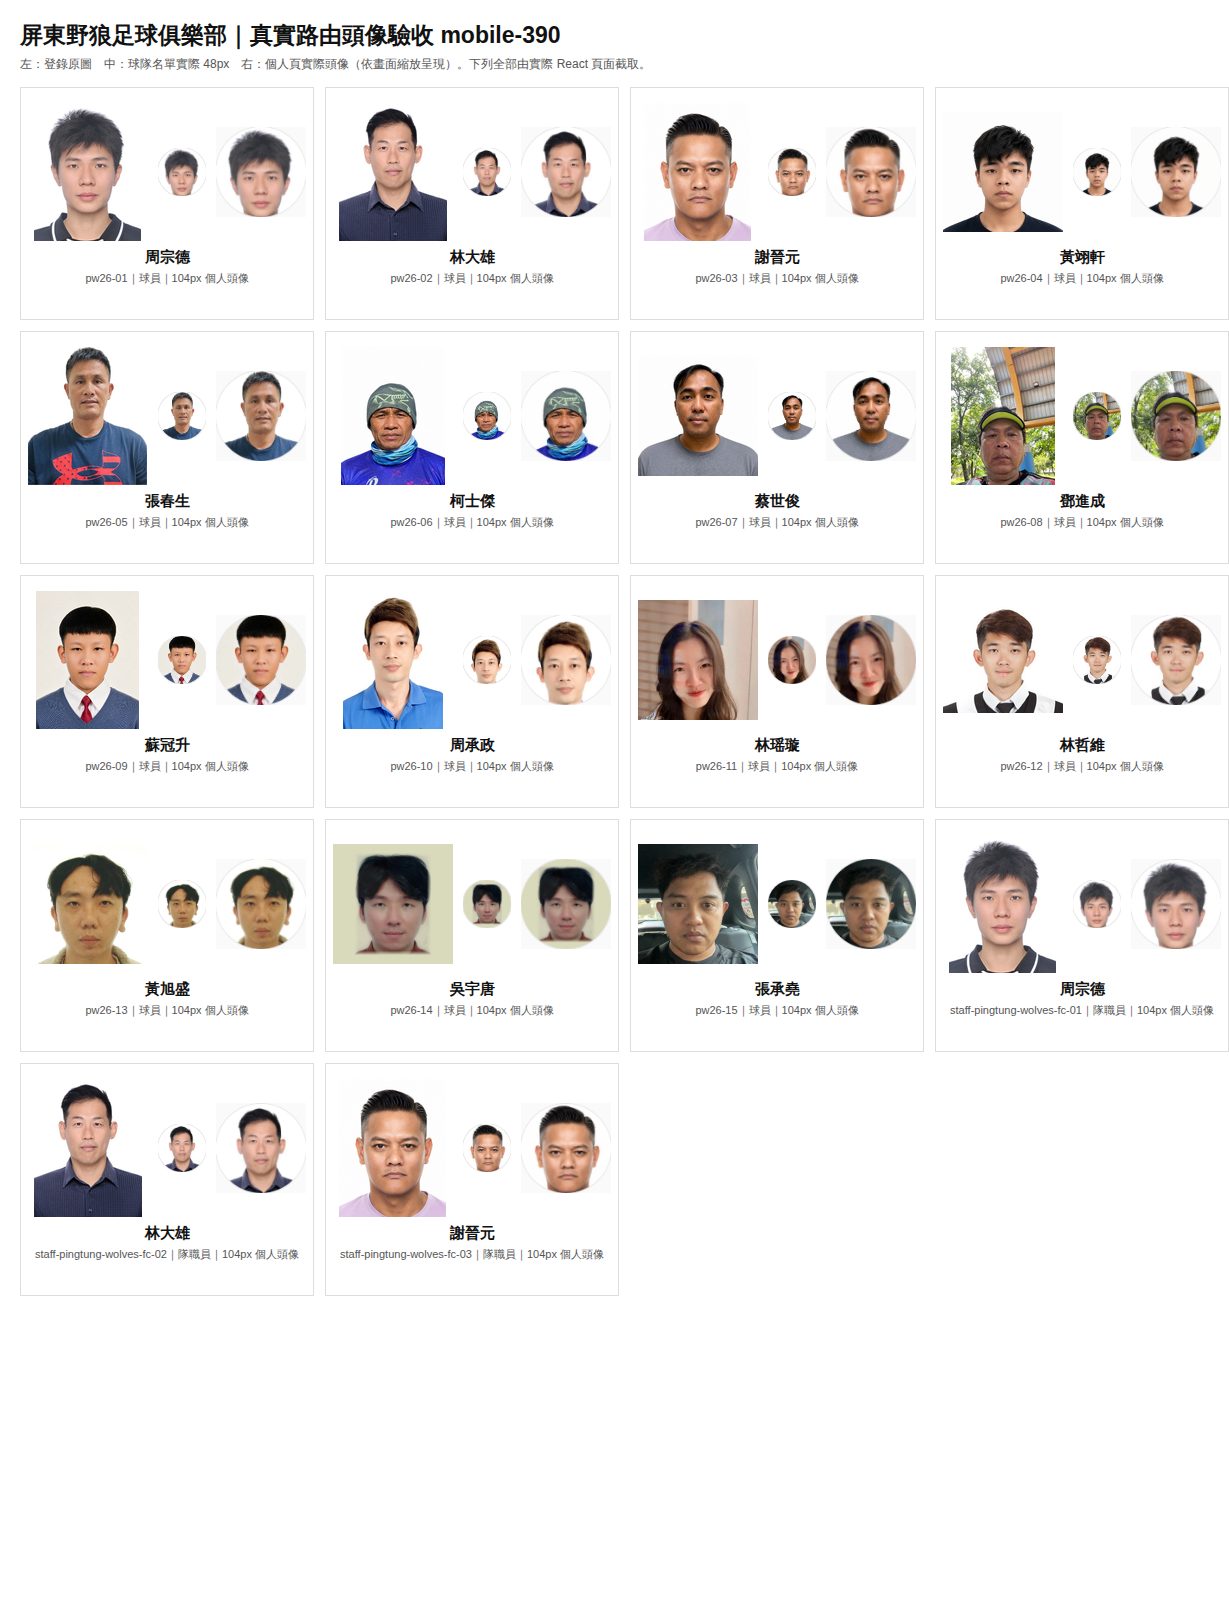 屏東野狼足球俱樂部｜真實路由頭像驗收 mobile-390
左：登錄原圖　中：球隊名單實際 48px　右：個人頁實際頭像（依畫面縮放呈現）。下列全部由實際 React 頁面截取。
周宗德
pw26-01｜球員｜104px 個人頭像
林大雄
pw26-02｜球員｜104px 個人頭像
謝晉元
pw26-03｜球員｜104px 個人頭像
黃翊軒
pw26-04｜球員｜104px 個人頭像
張春生
pw26-05｜球員｜104px 個人頭像
柯士傑
pw26-06｜球員｜104px 個人頭像
蔡世俊
pw26-07｜球員｜104px 個人頭像
鄧進成
pw26-08｜球員｜104px 個人頭像
蘇冠升
pw26-09｜球員｜104px 個人頭像
周承政
pw26-10｜球員｜104px 個人頭像
林瑶璇
pw26-11｜球員｜104px 個人頭像
林哲維
pw26-12｜球員｜104px 個人頭像
黃旭盛
pw26-13｜球員｜104px 個人頭像
吳宇唐
pw26-14｜球員｜104px 個人頭像
張承堯
pw26-15｜球員｜104px 個人頭像
周宗德
staff-pingtung-wolves-fc-01｜隊職員｜104px 個人頭像
林大雄
staff-pingtung-wolves-fc-02｜隊職員｜104px 個人頭像
謝晉元
staff-pingtung-wolves-fc-03｜隊職員｜104px 個人頭像